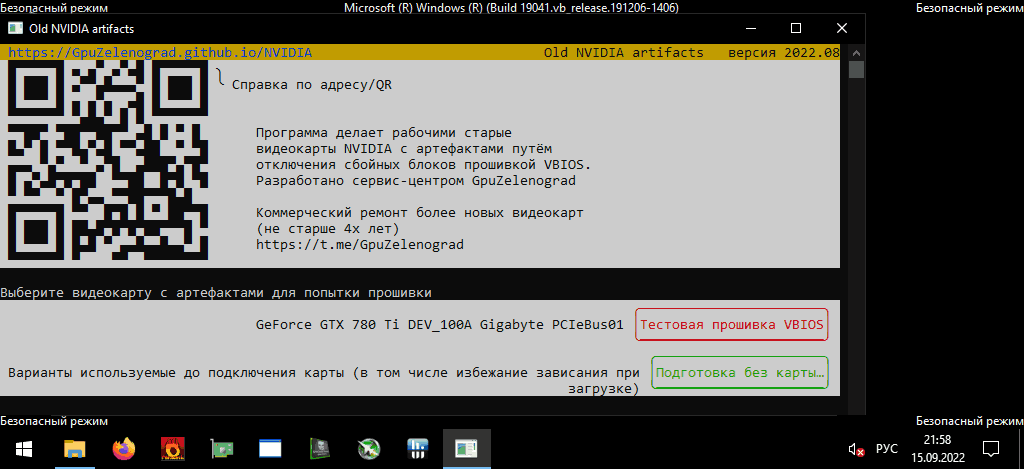 Безопасный режим
Microsoft (R) Windows (R) (Build 19041.vb_release.191206-1406)
Безопасный режим
Old NVIDIA artifacts
https://GpuZelenograd.github.io/NVIDIA
Old NVIDIA artifacts версия 2022.08
Справка по адресу/QR
Программа делает рабочими старые
видеокарты NVIDIA с артефактами путём
отключения сбойных блоков прошивкой VBIOS.
Разработано сервис-центром GpuZelenograd
Коммерческий ремонт более новых видеокарт
(не старше 4х лет)
https://t.me/GpuZelenograd
Выберите видеокарту с артефактами для попытки прошивки
GeForce GTX 780 Ti DEV_100A Gigabyte PCIeBus01
Тестовая прошивка VBIOS
Варианты используемые до подключения карты (в том числе избежание зависания при
загрузке)
Подготовка без карты…
Безопасный режим
Безопасный режим
РУС
21:58
15.09.2022